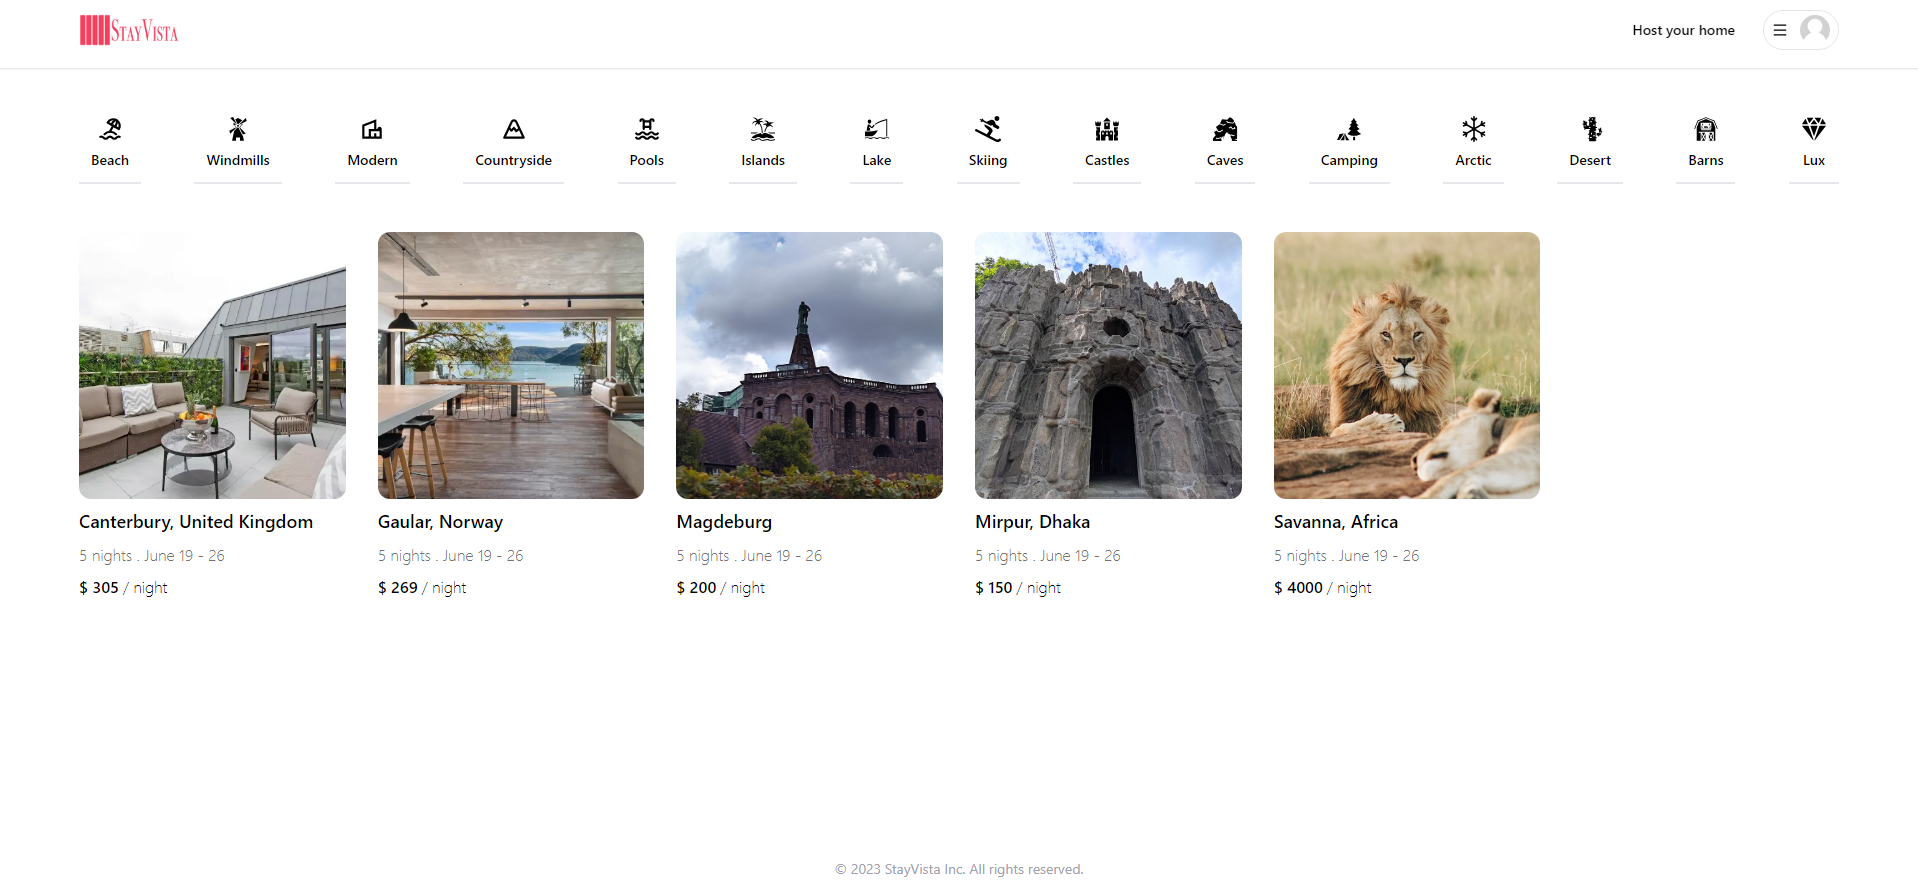 StayVista
Host your home
Beach
Windmills
Modern
Countryside
Pools
Islands
Lake
Skiing
Castles
Caves
Camping
Arctic
Desert
Barns
Lux
Canterbury, United Kingdom
5 nights . June 19 - 26
$ 305 / night
Gaular, Norway
5 nights . June 19 - 26
$ 269 / night
Magdeburg
5 nights . June 19 - 26
$ 200 / night
Mirpur, Dhaka
5 nights . June 19 - 26
$ 150 / night
Savanna, Africa
5 nights . June 19 - 26
$ 4000 / night
© 2023 StayVista Inc. All rights reserved.